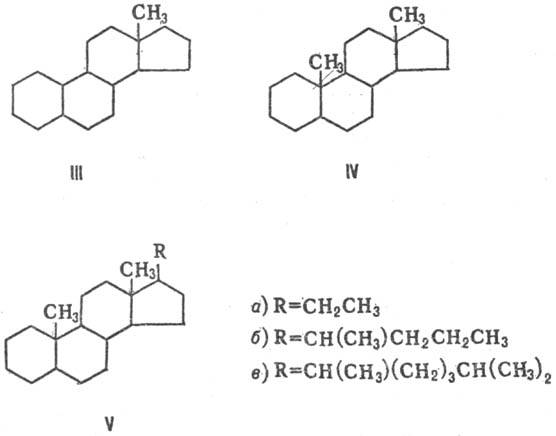 CH₃
III
CH₃
CH₃
IV
R
CH₃
CH₃
V
а) R=CH₂CH₃
б) R=CH(CH₃)CH₂CH₂CH₃
в) R=CH(CH₃)(CH₂)₃CH(CH₃)₂